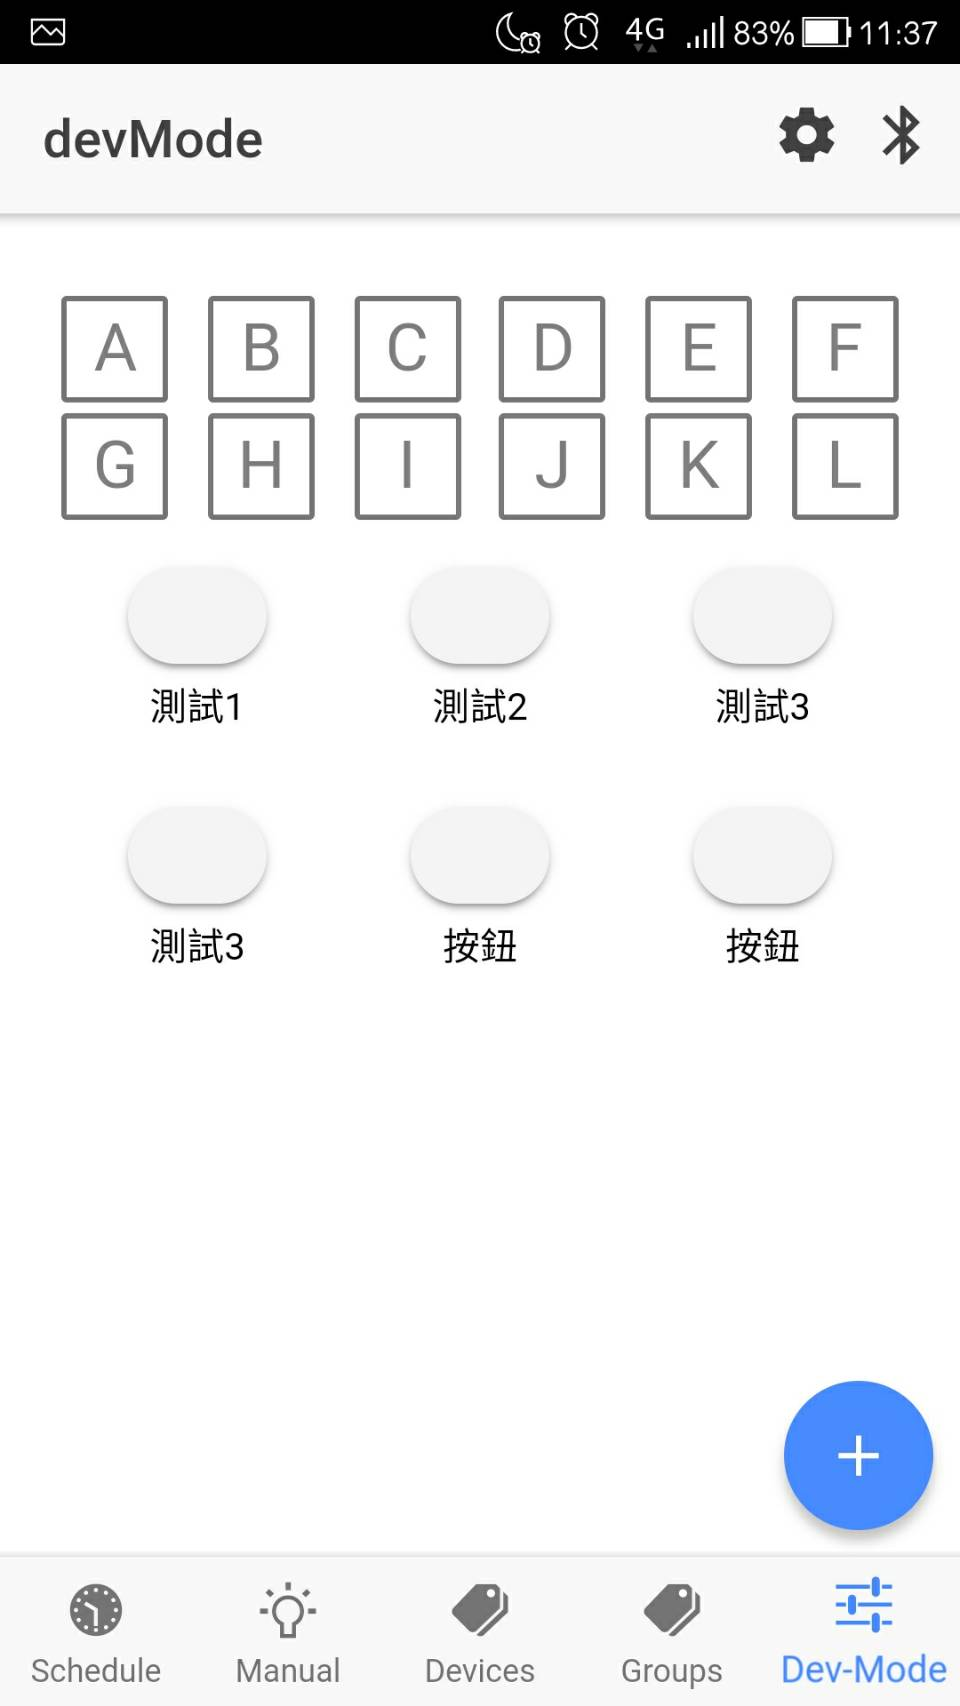 4G 83% 11:37
devMode
A B C D E F
G H I J K L
測試1 測試2 測試3
測試3 按鈕 按鈕
Schedule Manual Devices Groups Dev-Mode